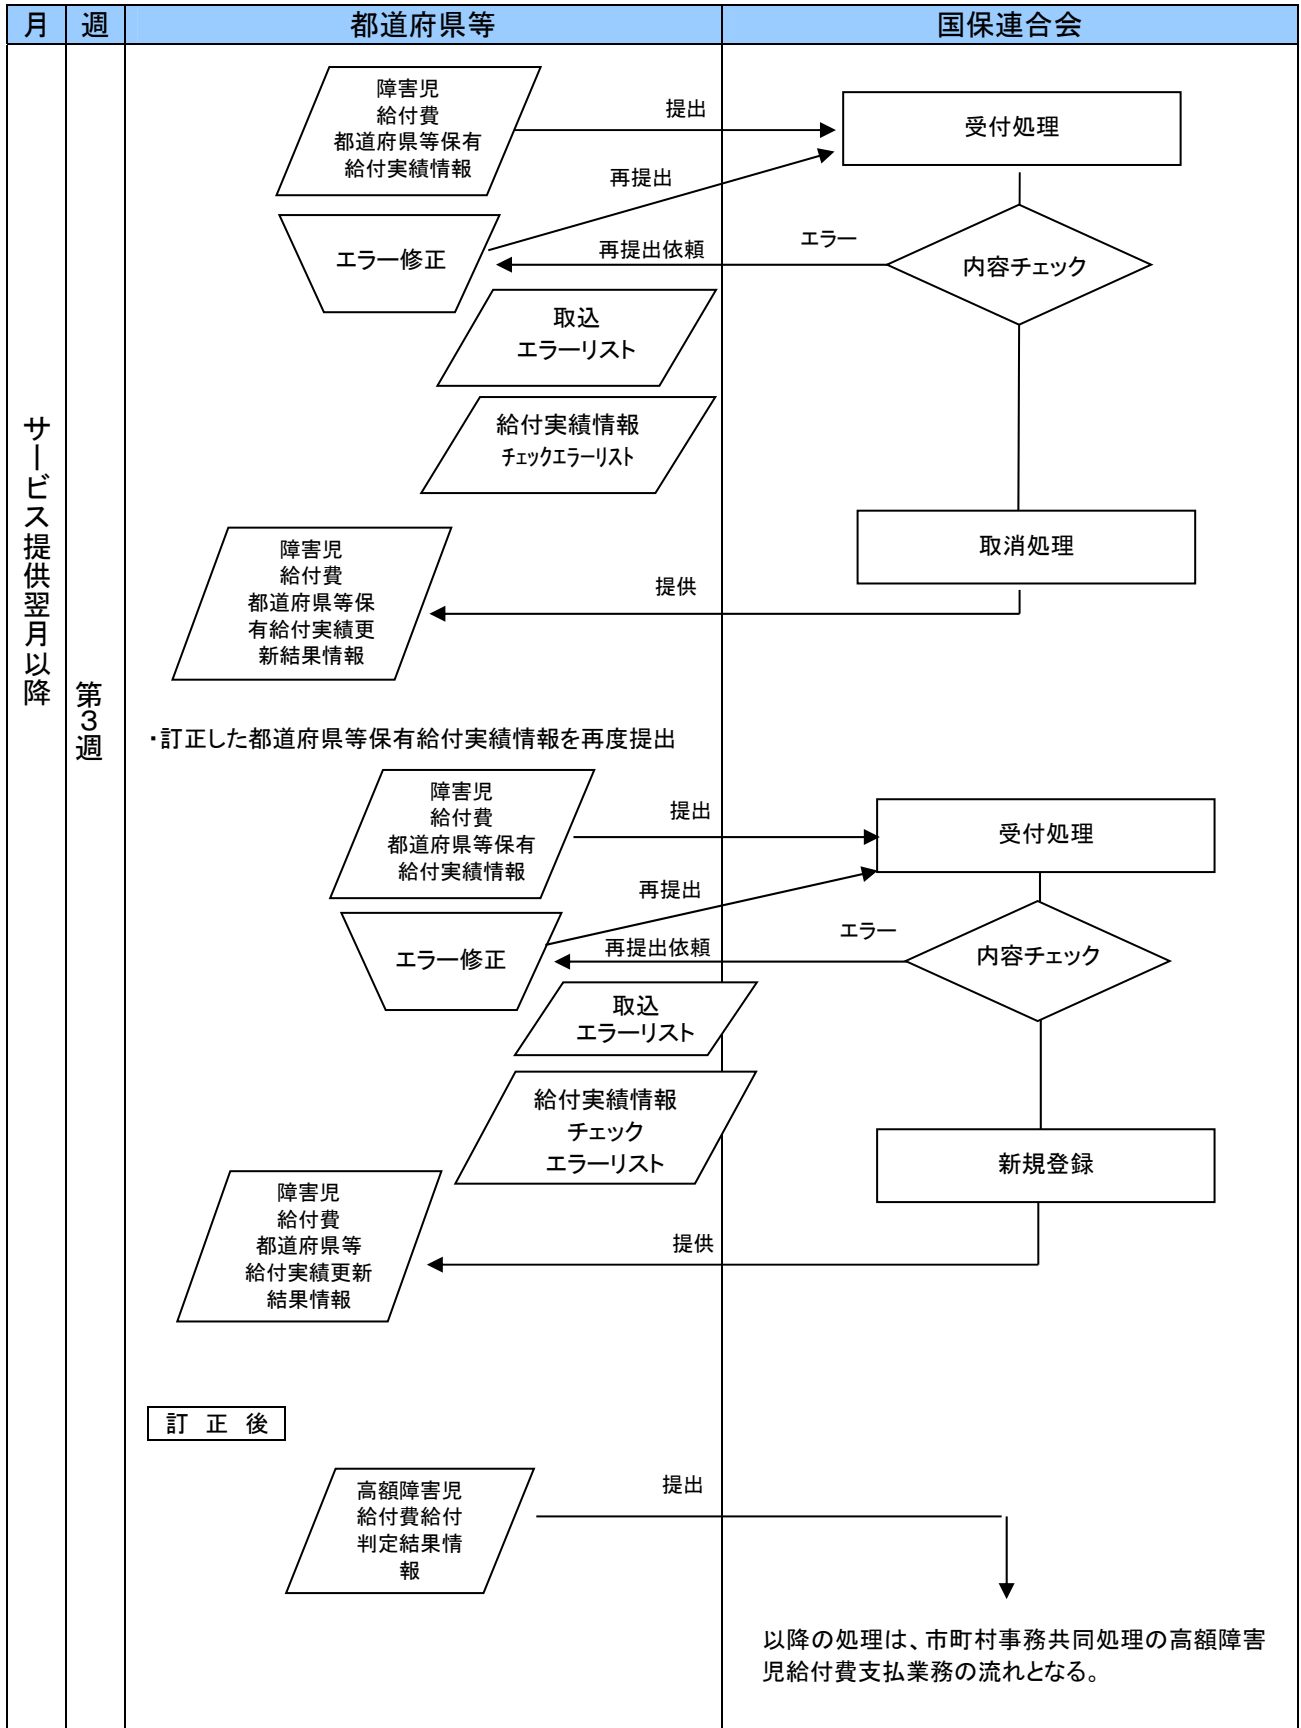 月 週 都道府県等 国保連合会
障害児
給付費
都道府県等保有
給付実績情報
提出
受付処理
再提出
エラー修正
再提出依頼
エラー
内容チェック
取込
エラーリスト
給付実績情報
チェックエラーリスト
サービス提供翌月以降
第3週
取消処理
障害児
給付費
都道府県等保
有給付実績更
新結果情報
提供
・訂正した都道府県等保有給付実績情報を再度提出
障害児
給付費
都道府県等保有
給付実績情報
提出
受付処理
再提出
エラー修正
再提出依頼
エラー
内容チェック
取込
エラーリスト
給付実績情報
チェック
エラーリスト
新規登録
障害児
給付費
都道府県等
給付実績更新
結果情報
提供
訂 正 後
高額障害児
給付費給付
判定結果情
報
提出
以降の処理は、市町村事務共同処理の高額障害
児給付費支払業務の流れとなる。